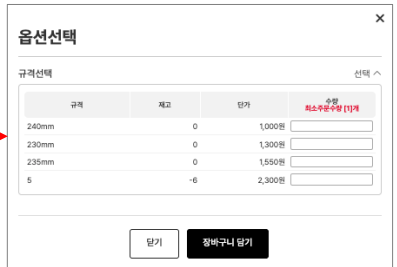 옵션선택
규격선택 선택
규격 재고 단가 수량
최소주문수량 [1]개
240mm 0 1,000원
230mm 0 1,300원
235mm 0 1,550원
5 -6 2,300원
닫기 장바구니 담기